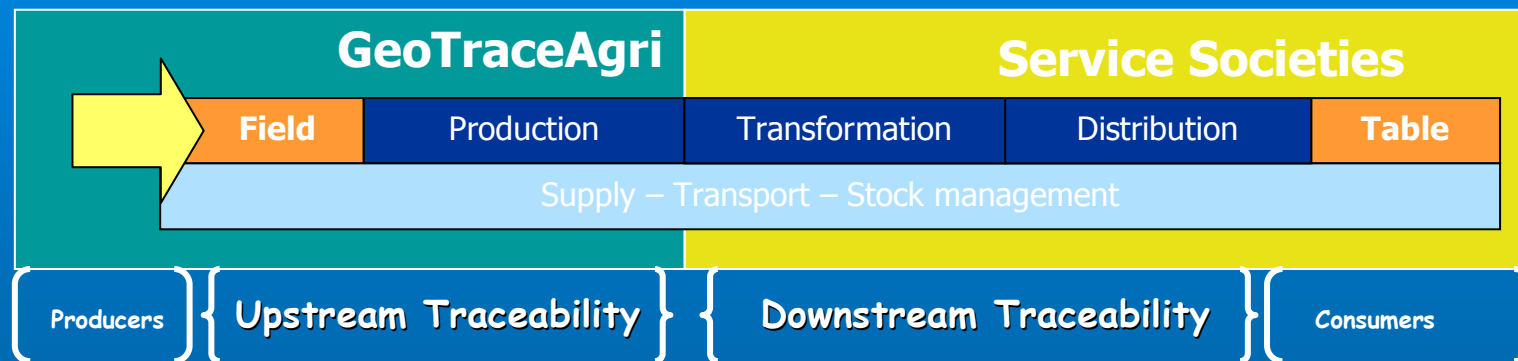 GeoTraceAgri Service Societies
Field Production Transformation Distribution Table
Supply – Transport – Stock management
Producers Upstream Traceability Downstream Traceability Consumers